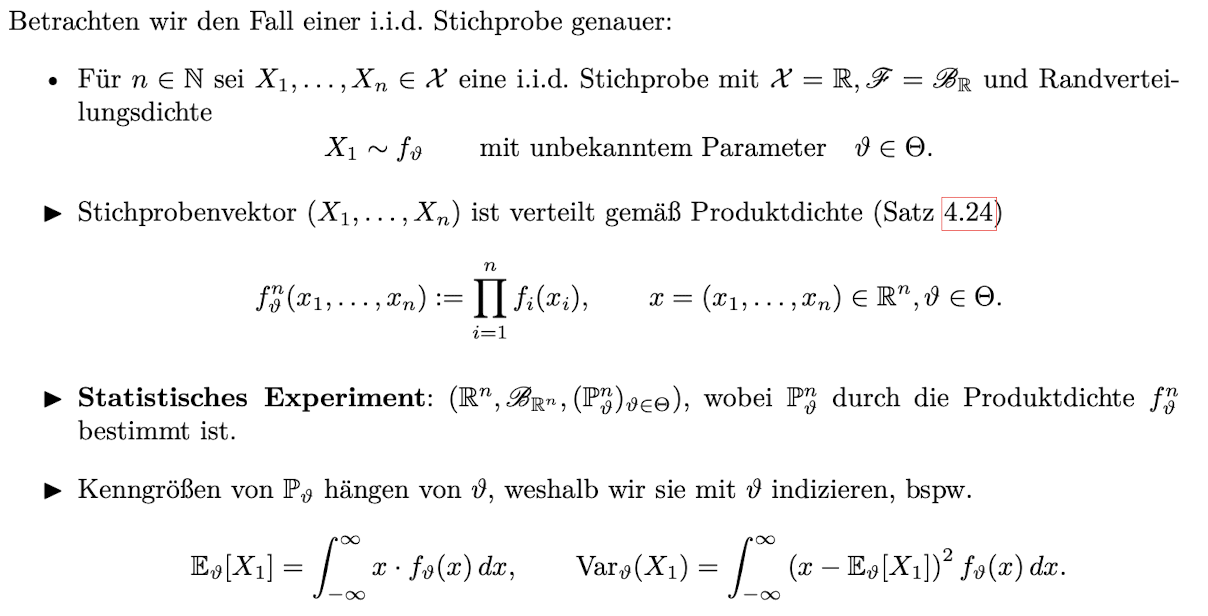 Betrachten wir den Fall einer i.i.d. Stichprobe genauer:
• Für n ∈ ℕ sei X₁, . . . , Xₙ ∈ 𝒳 eine i.i.d. Stichprobe mit 𝒳 = ℝ, ℱ = ℬ_ℝ und Randvertei-
lungsdichte
X₁ ∼ f_ϑ mit unbekanntem Parameter ϑ ∈ Θ.
▶ Stichprobenvektor (X₁, . . . , Xₙ) ist verteilt gemäß Produktdichte (Satz 4.24)
f_ϑ^n(x₁, . . . , xₙ) := ∏_{i=1}^{n} f_i(x_i), x = (x₁, . . . , xₙ) ∈ ℝⁿ, ϑ ∈ Θ.
▶ Statistisches Experiment: (ℝⁿ, ℬ_{ℝⁿ}, (ℙ_ϑ^n)_{ϑ∈Θ}), wobei ℙ_ϑ^n durch die Produktdichte f_ϑ^n
bestimmt ist.
▶ Kenngrößen von ℙ_ϑ hängen von ϑ, weshalb wir sie mit ϑ indizieren, bspw.
𝔼_ϑ[X₁] = ∫_{−∞}^{∞} x · f_ϑ(x) dx, Var_ϑ(X₁) = ∫_{−∞}^{∞} (x − 𝔼_ϑ[X₁])² f_ϑ(x) dx.